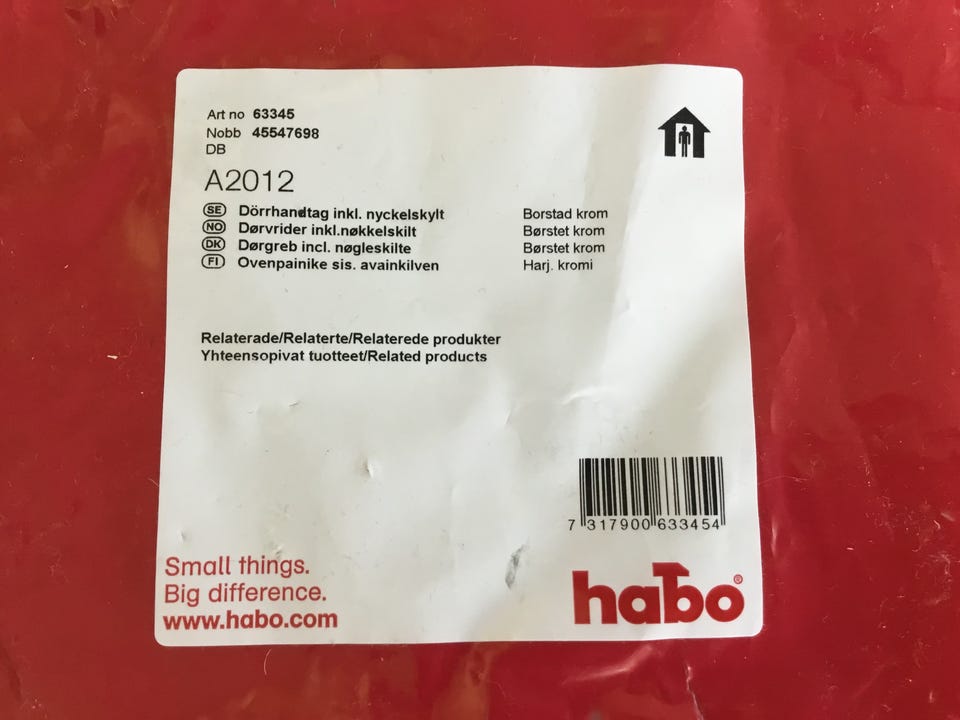 Art no 63345
Nobb 45547698
DB
A2012
SE Dörrhandtag inkl. nyckelskylt Borstad krom
NO Dørvrider inkl.nøkkelskilt Børstet krom
DK Dørgreb incl. nøgleskilte Børstet krom
FI Ovenpainike sis. avainkilven Harj. kromi
Relaterade/Relaterte/Relaterede produkter
Yhteensopivat tuotteet/Related products
7 317900 633454
Small things.
Big difference.
www.habo.com
habo®